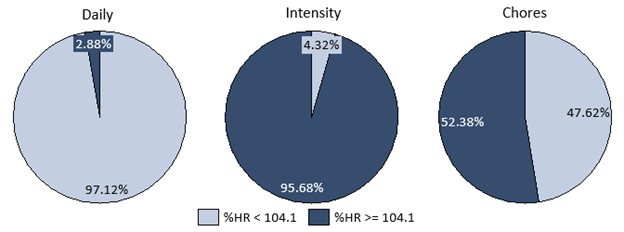 Daily Intensity Chores
2.88% 4.32%
52.38% 47.62%
97.12% 95.68%
%HR < 104.1 %HR >= 104.1